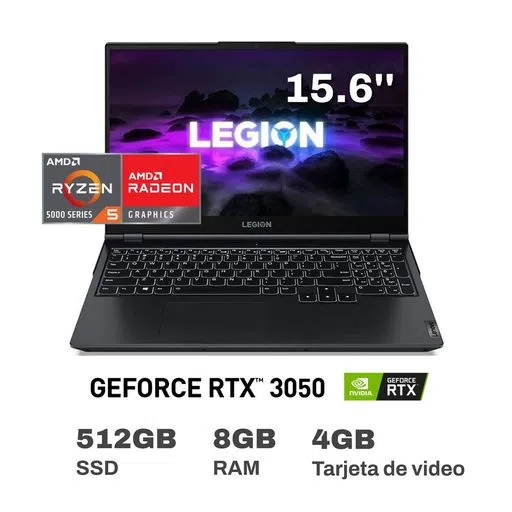 15.6"
LEGION
AMD
RYZEN
5000 SERIES 5
AMD
RADEON
GRAPHICS
LEGION
GEFORCE RTX™ 3050
NVIDIA
GEFORCE
RTX
512GB
SSD
8GB
RAM
4GB
Tarjeta de video